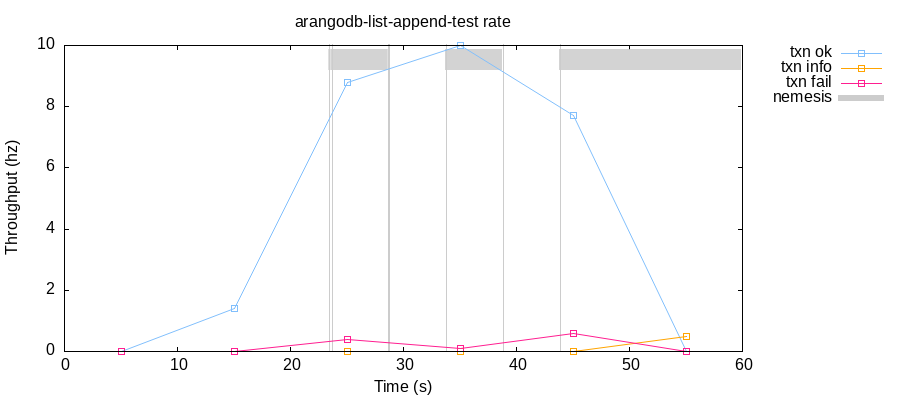 arangodb-list-append-test rate
txn ok
txn info
txn fail
nemesis
Throughput (hz)
10
8
6
4
2
0
0 10 20 30 40 50 60
Time (s)